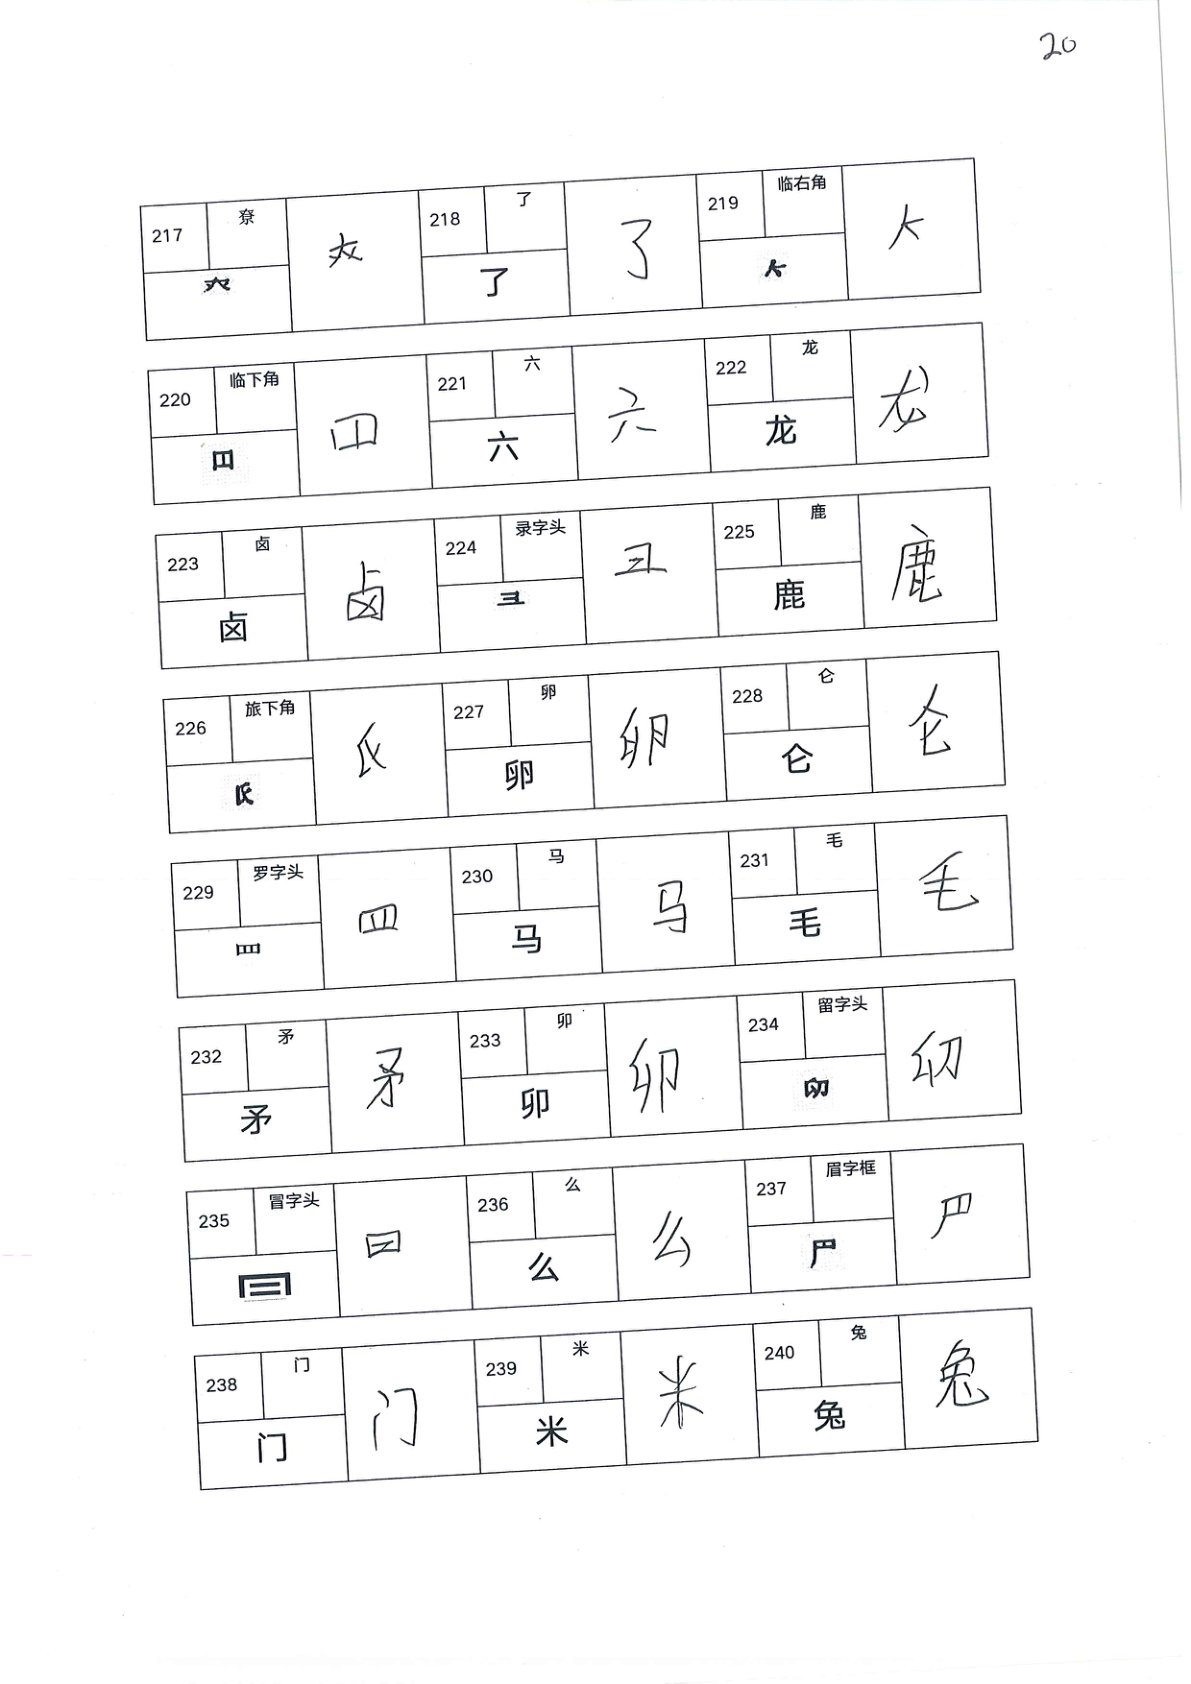 20
217 尞 218 了 了 了 219 临右角
220 临下角 221 六 六 六 222 龙 龙 龙
223 卤 卤 卤 224 录字头 彐 225 鹿 鹿 鹿
226 旅下角 227 卵 卵 卵 228 仑 仑 仑
229 罗字头 罒 罒 230 马 马 马 231 毛 毛 毛
232 矛 矛 矛 233 卯 卯 卯 234 留字头
235 冒字头 236 么 么 么 237 眉字框
238 门 门 门 239 米 米 米 240 兔 兔 兔